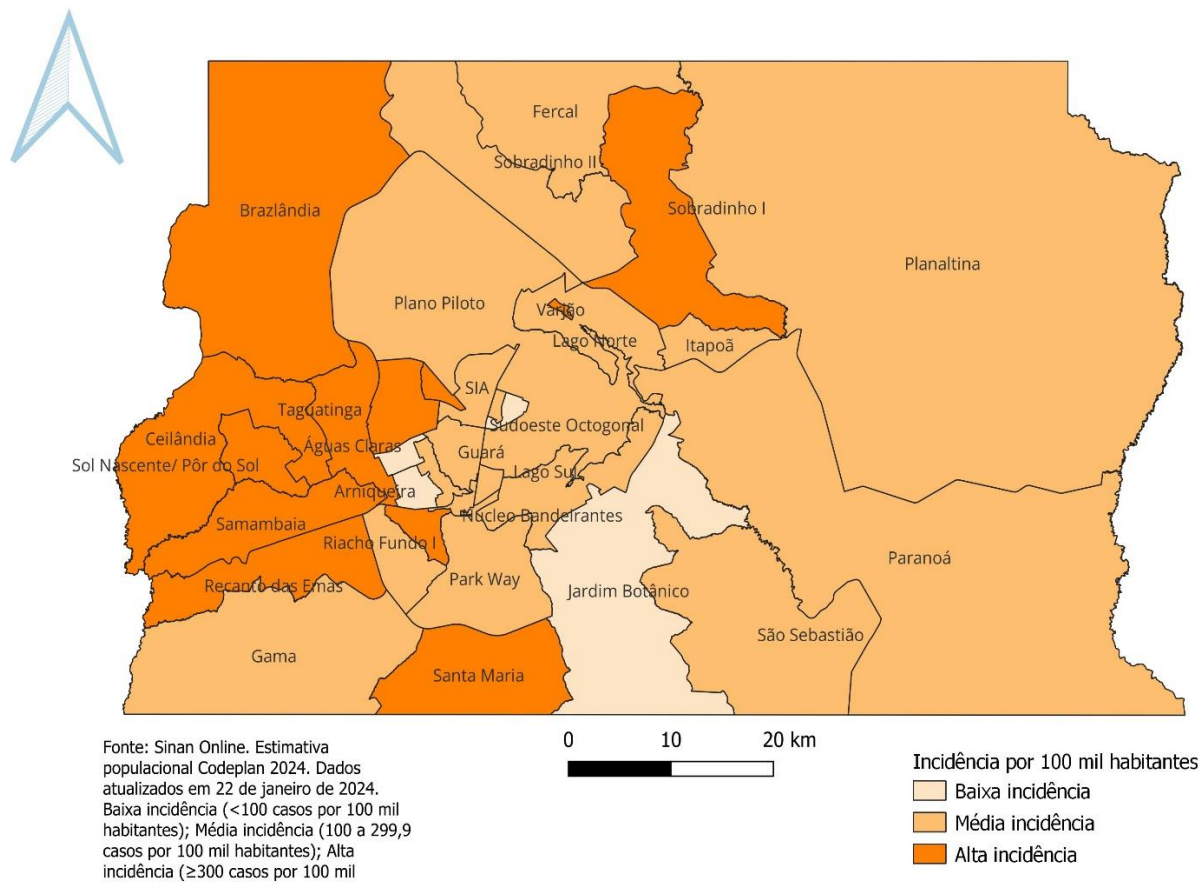 Fercal
Sobradinho II
Brazlândia
Sobradinho I
Planaltina
Plano Piloto
Varjão
Lago Norte
Itapoã
SIA
Taguatinga
Sudoeste Octogonal
Ceilândia
Águas Claras
Guará
Sol Nascente/ Pôr do Sol
Lago Sul
Arniqueira
Núcleo Bandeirantes
Samambaia
Riacho Fundo I
Paranoá
Recanto das Emas
Park Way
Jardim Botânico
São Sebastião
Gama
Santa Maria
0 10 20 km
Fonte: Sinan Online. Estimativa
populacional Codeplan 2024. Dados
atualizados em 22 de janeiro de 2024.
Baixa incidência (<100 casos por 100 mil
habitantes); Média incidência (100 a 299,9
casos por 100 mil habitantes); Alta
incidência (≥300 casos por 100 mil
Incidência por 100 mil habitantes
Baixa incidência
Média incidência
Alta incidência